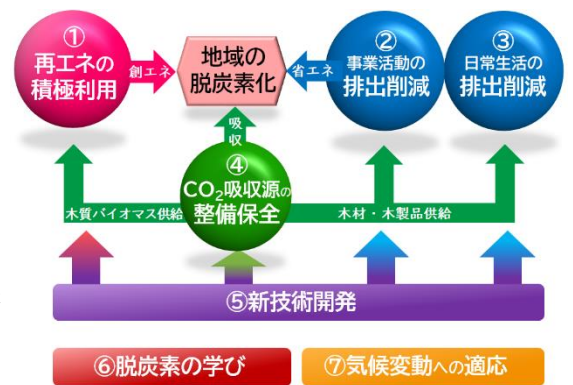 ①
再エネの
積極利用
創エネ
地域の
脱炭素化
省エネ
②
事業活動の
排出削減
③
日常生活の
排出削減
吸収
④
CO₂吸収源の
整備保全
木質バイオマス供給
木材・木製品供給
⑤新技術開発
⑥脱炭素の学び
⑦気候変動への適応